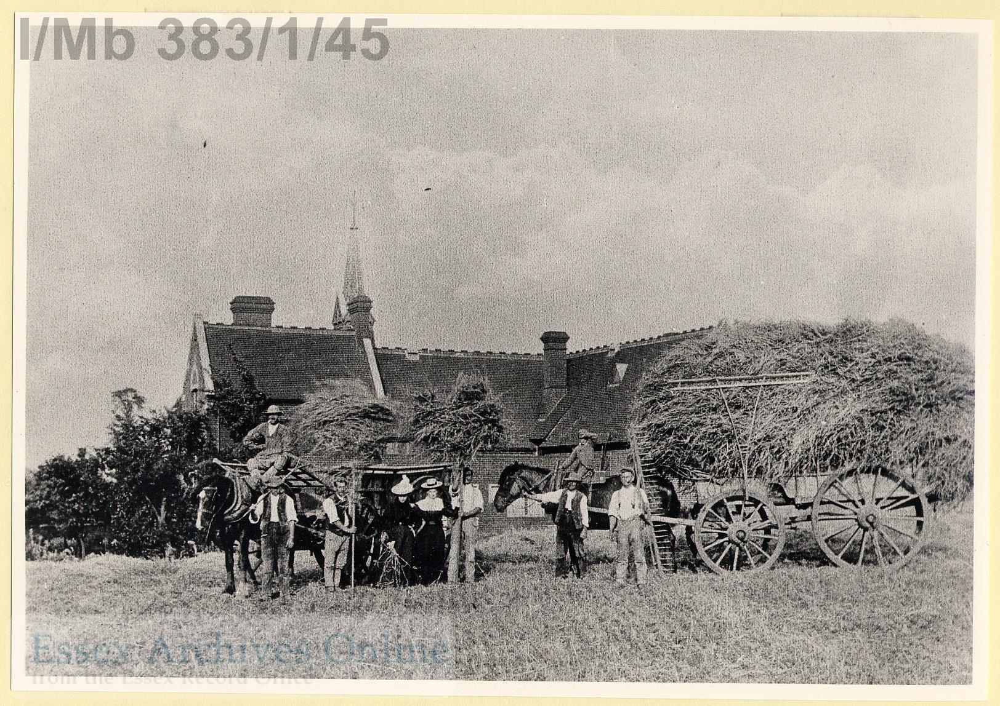 I/Mb 383/1/45
Essex Archives Online
from the Essex Record Office